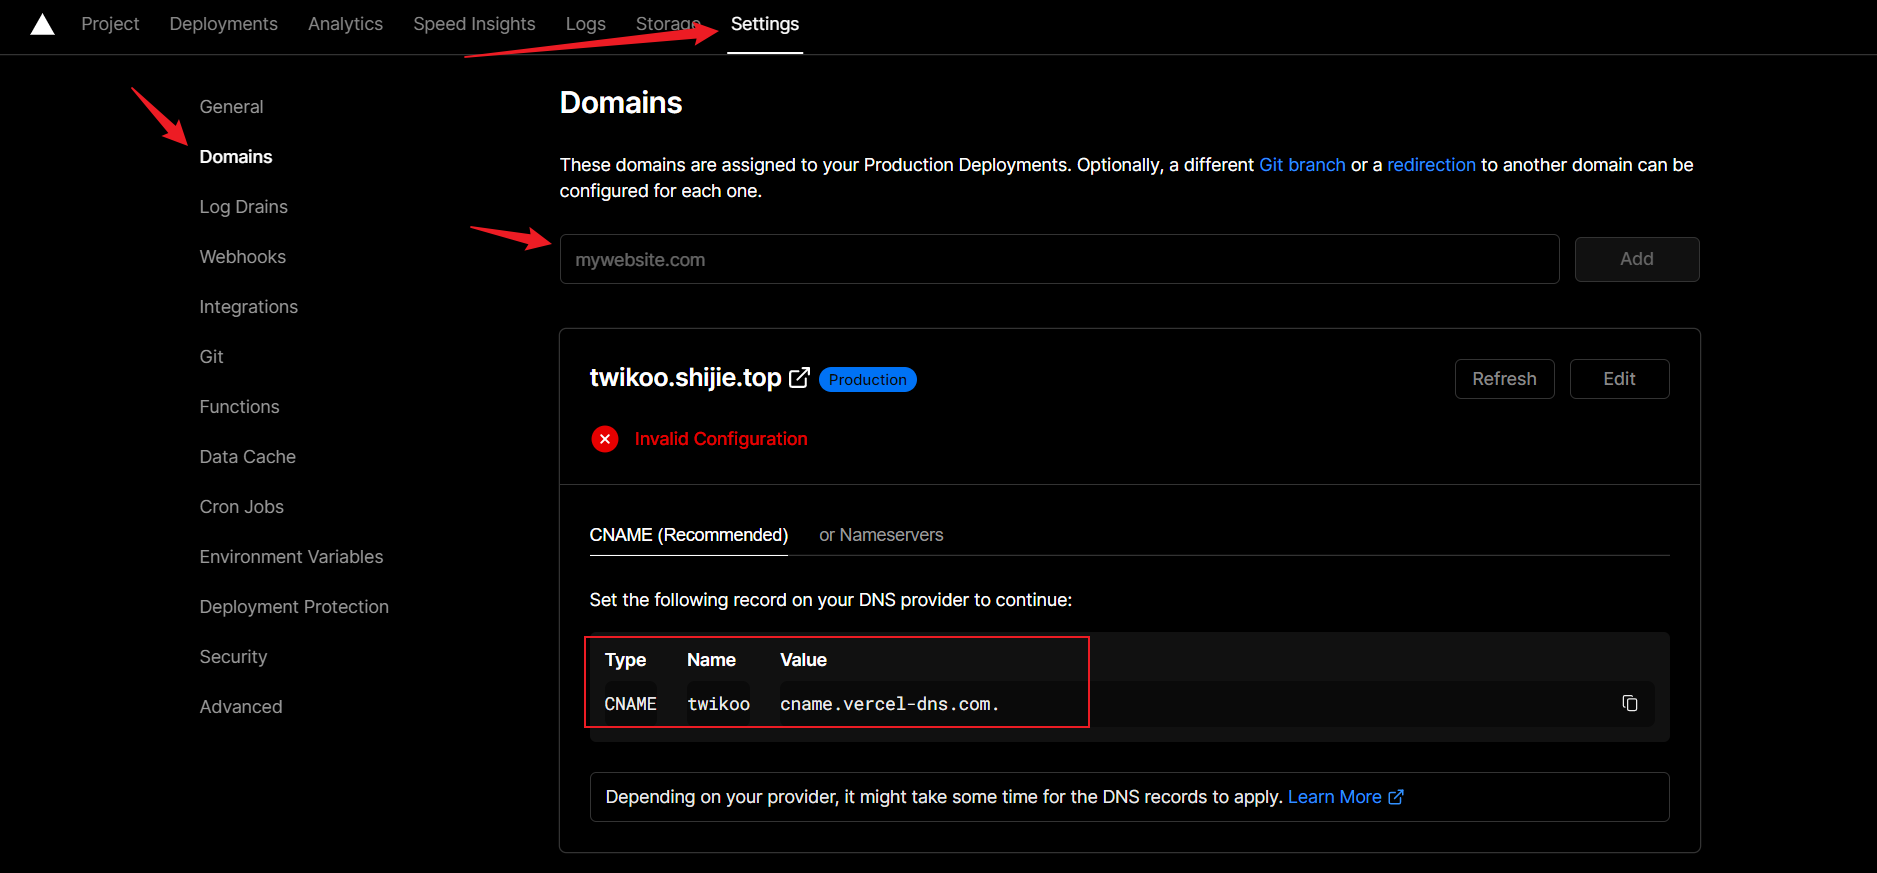 Project Deployments Analytics Speed Insights Logs Storage Settings
General
Domains
Log Drains
Webhooks
Integrations
Git
Functions
Data Cache
Cron Jobs
Environment Variables
Deployment Protection
Security
Advanced
Domains
These domains are assigned to your Production Deployments. Optionally, a different Git branch or a redirection to another domain can be
configured for each one.
mywebsite.com Add
twikoo.shijie.top Production Refresh Edit
Invalid Configuration
CNAME (Recommended) or Nameservers
Set the following record on your DNS provider to continue:
Type Name Value
CNAME twikoo cname.vercel-dns.com.
Depending on your provider, it might take some time for the DNS records to apply. Learn More